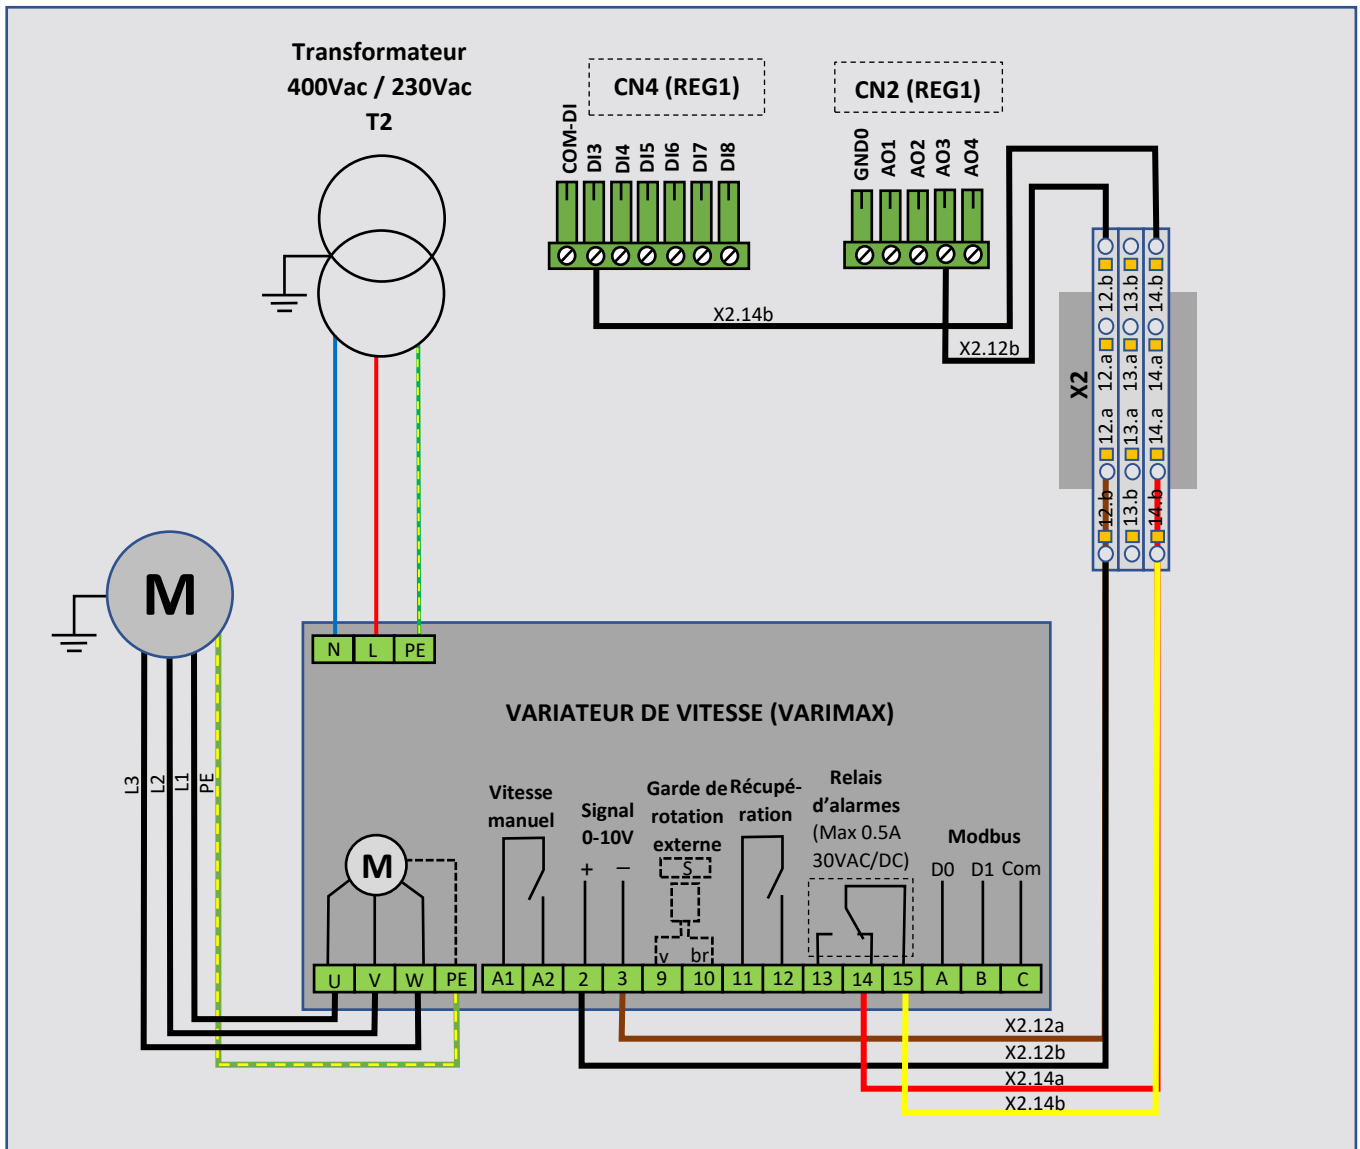 Transformateur
400Vac / 230Vac
T2
CN4 (REG1)
CN2 (REG1)
COM-DI
DI3
DI4
DI5
DI6
DI7
DI8
GND0
AO1
AO2
AO3
AO4
X2.14b
X2.12b
X2
12.b
13.b
14.b
12.a
13.a
14.a
12.a
13.a
14.a
12.b
13.b
14.b
M
L3
L2
L1
PE
N
L
PE
VARIATEUR DE VITESSE (VARIMAX)
Vitesse
manuel
Signal
0-10V
+
–
Garde de
rotation
externe
S
v
br
Récupé-
ration
Relais
d’alarmes
(Max 0.5A
30VAC/DC)
Modbus
D0
D1
Com
M
U
V
W
PE
A1
A2
2
3
9
10
11
12
13
14
15
A
B
C
X2.12a
X2.12b
X2.14a
X2.14b